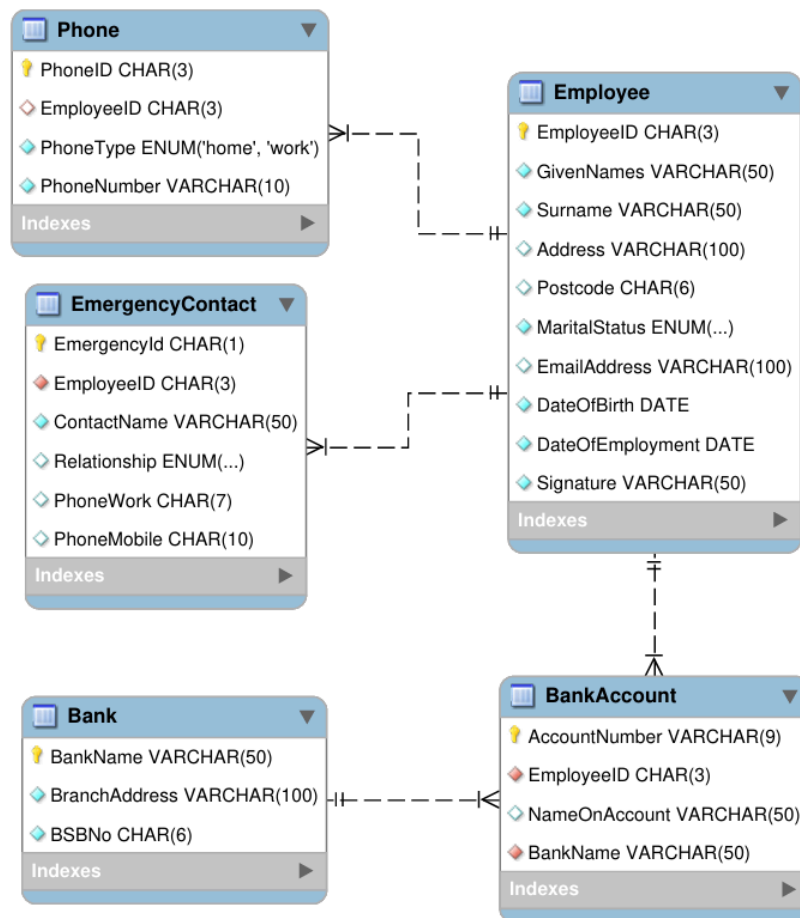 Phone
PhoneID CHAR(3)
EmployeeID CHAR(3)
PhoneType ENUM('home', 'work')
PhoneNumber VARCHAR(10)
Indexes
Employee
EmployeeID CHAR(3)
GivenNames VARCHAR(50)
Surname VARCHAR(50)
Address VARCHAR(100)
Postcode CHAR(6)
MaritalStatus ENUM(...)
EmailAddress VARCHAR(100)
DateOfBirth DATE
DateOfEmployment DATE
Signature VARCHAR(50)
Indexes
EmergencyContact
EmergencyId CHAR(1)
EmployeeID CHAR(3)
ContactName VARCHAR(50)
Relationship ENUM(...)
PhoneWork CHAR(7)
PhoneMobile CHAR(10)
Indexes
Bank
BankName VARCHAR(50)
BranchAddress VARCHAR(100)
BSBNo CHAR(6)
Indexes
BankAccount
AccountNumber VARCHAR(9)
EmployeeID CHAR(3)
NameOnAccount VARCHAR(50)
BankName VARCHAR(50)
Indexes